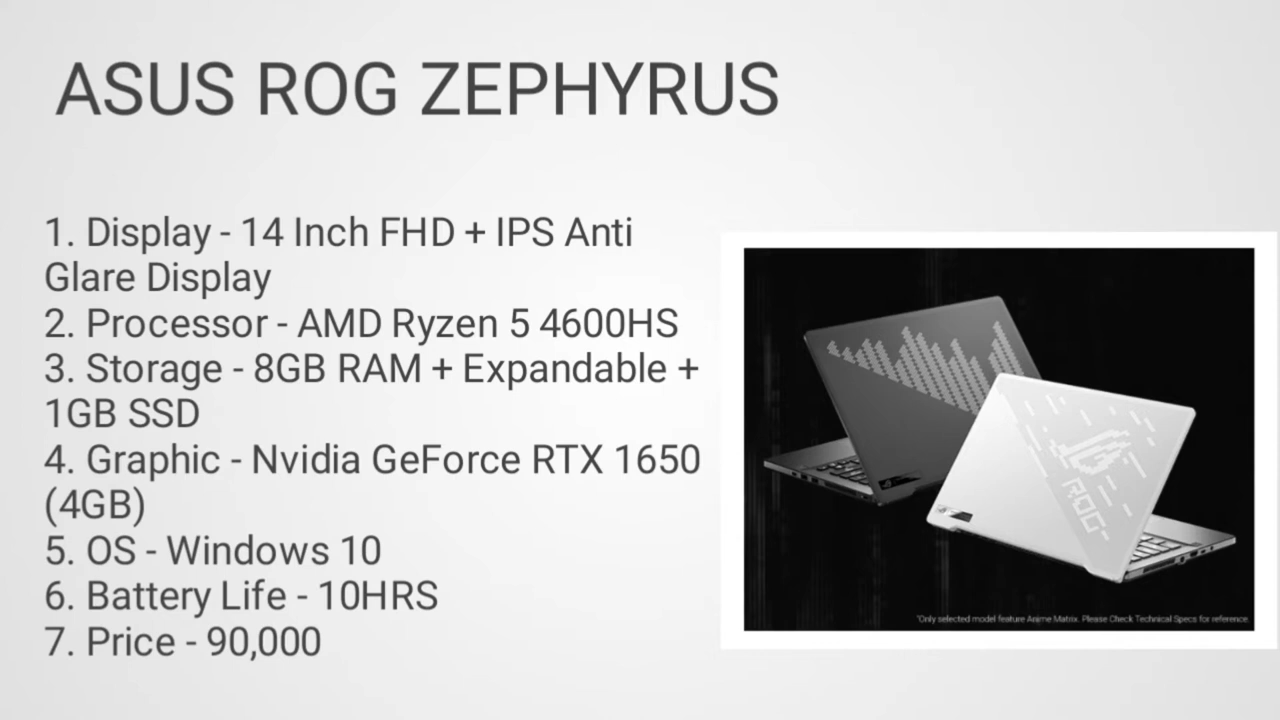 ASUS ROG ZEPHYRUS
1. Display - 14 Inch FHD + IPS Anti
Glare Display
2. Processor - AMD Ryzen 5 4600HS
3. Storage - 8GB RAM + Expandable +
1GB SSD
4. Graphic - Nvidia GeForce RTX 1650
(4GB)
5. OS - Windows 10
6. Battery Life - 10HRS
7. Price - 90,000
ROG
*Only selected model feature Anime Matrix. Please Check Technical Specs for reference.